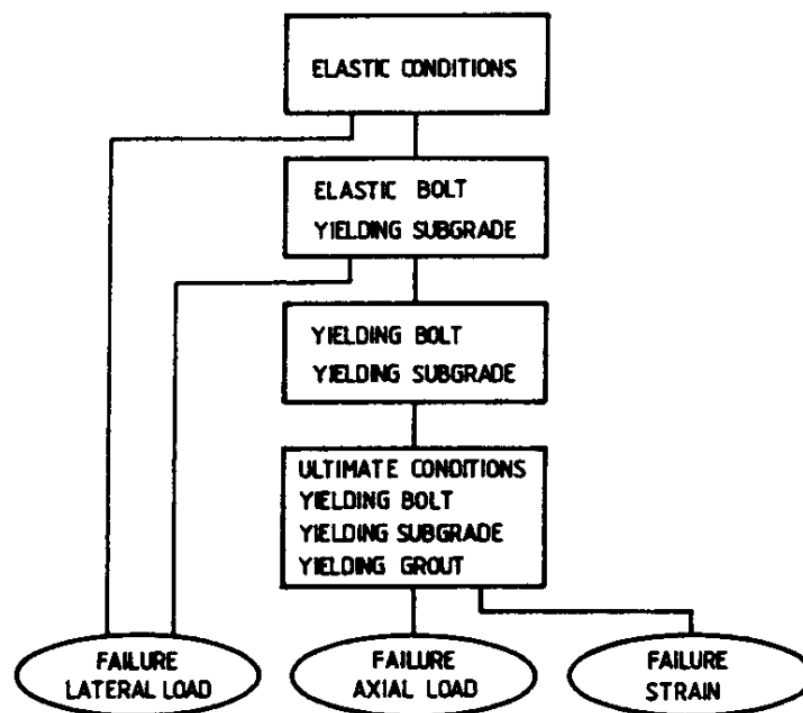 ELASTIC CONDITIONS
ELASTIC BOLT
YIELDING SUBGRADE
YIELDING BOLT
YIELDING SUBGRADE
ULTIMATE CONDITIONS
YIELDING BOLT
YIELDING SUBGRADE
YIELDING GROUT
FAILURE
LATERAL LOAD
FAILURE
AXIAL LOAD
FAILURE
STRAIN